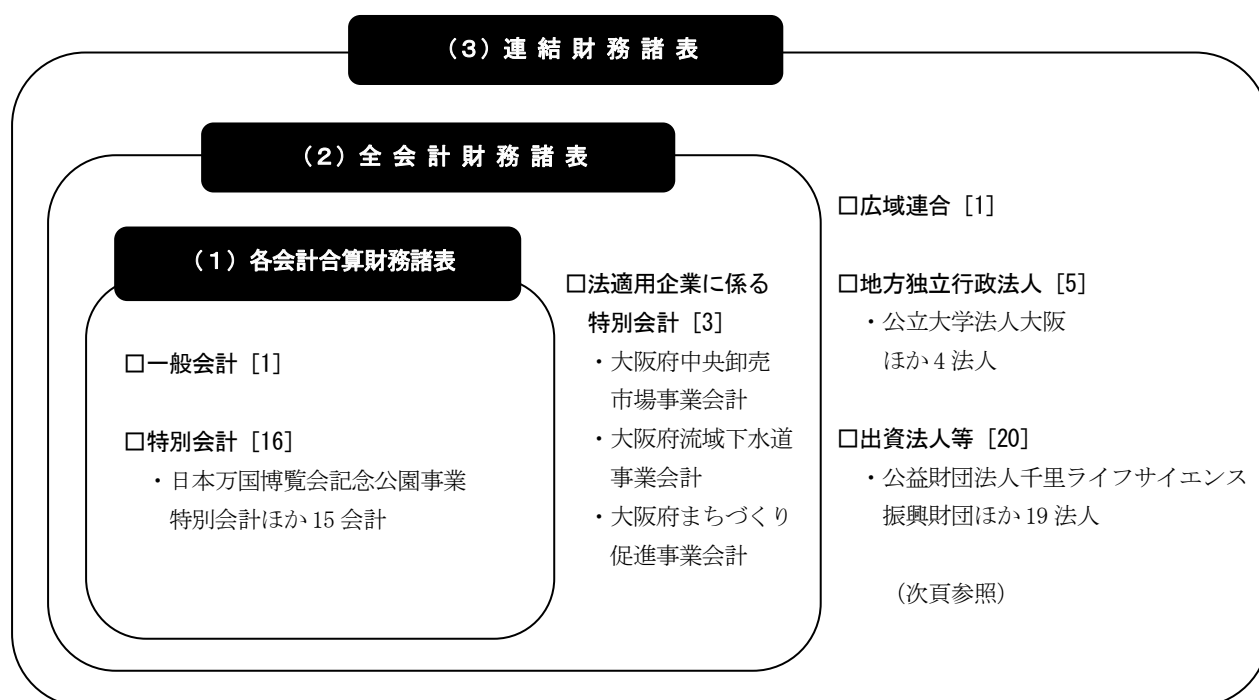 (3)連結財務諸表
(2)全会計財務諸表
(1)各会計合算財務諸表
□一般会計 [1]
□特別会計 [16]
・日本万国博覧会記念公園事業
特別会計ほか 15 会計
□法適用企業に係る
特別会計 [3]
・大阪府中央卸売
市場事業会計
・大阪府流域下水道
事業会計
・大阪府まちづくり
促進事業会計
□広域連合 [1]
□地方独立行政法人 [5]
・公立大学法人大阪
ほか 4 法人
□出資法人等 [20]
・公益財団法人千里ライフサイエンス
振興財団ほか 19 法人
(次頁参照)